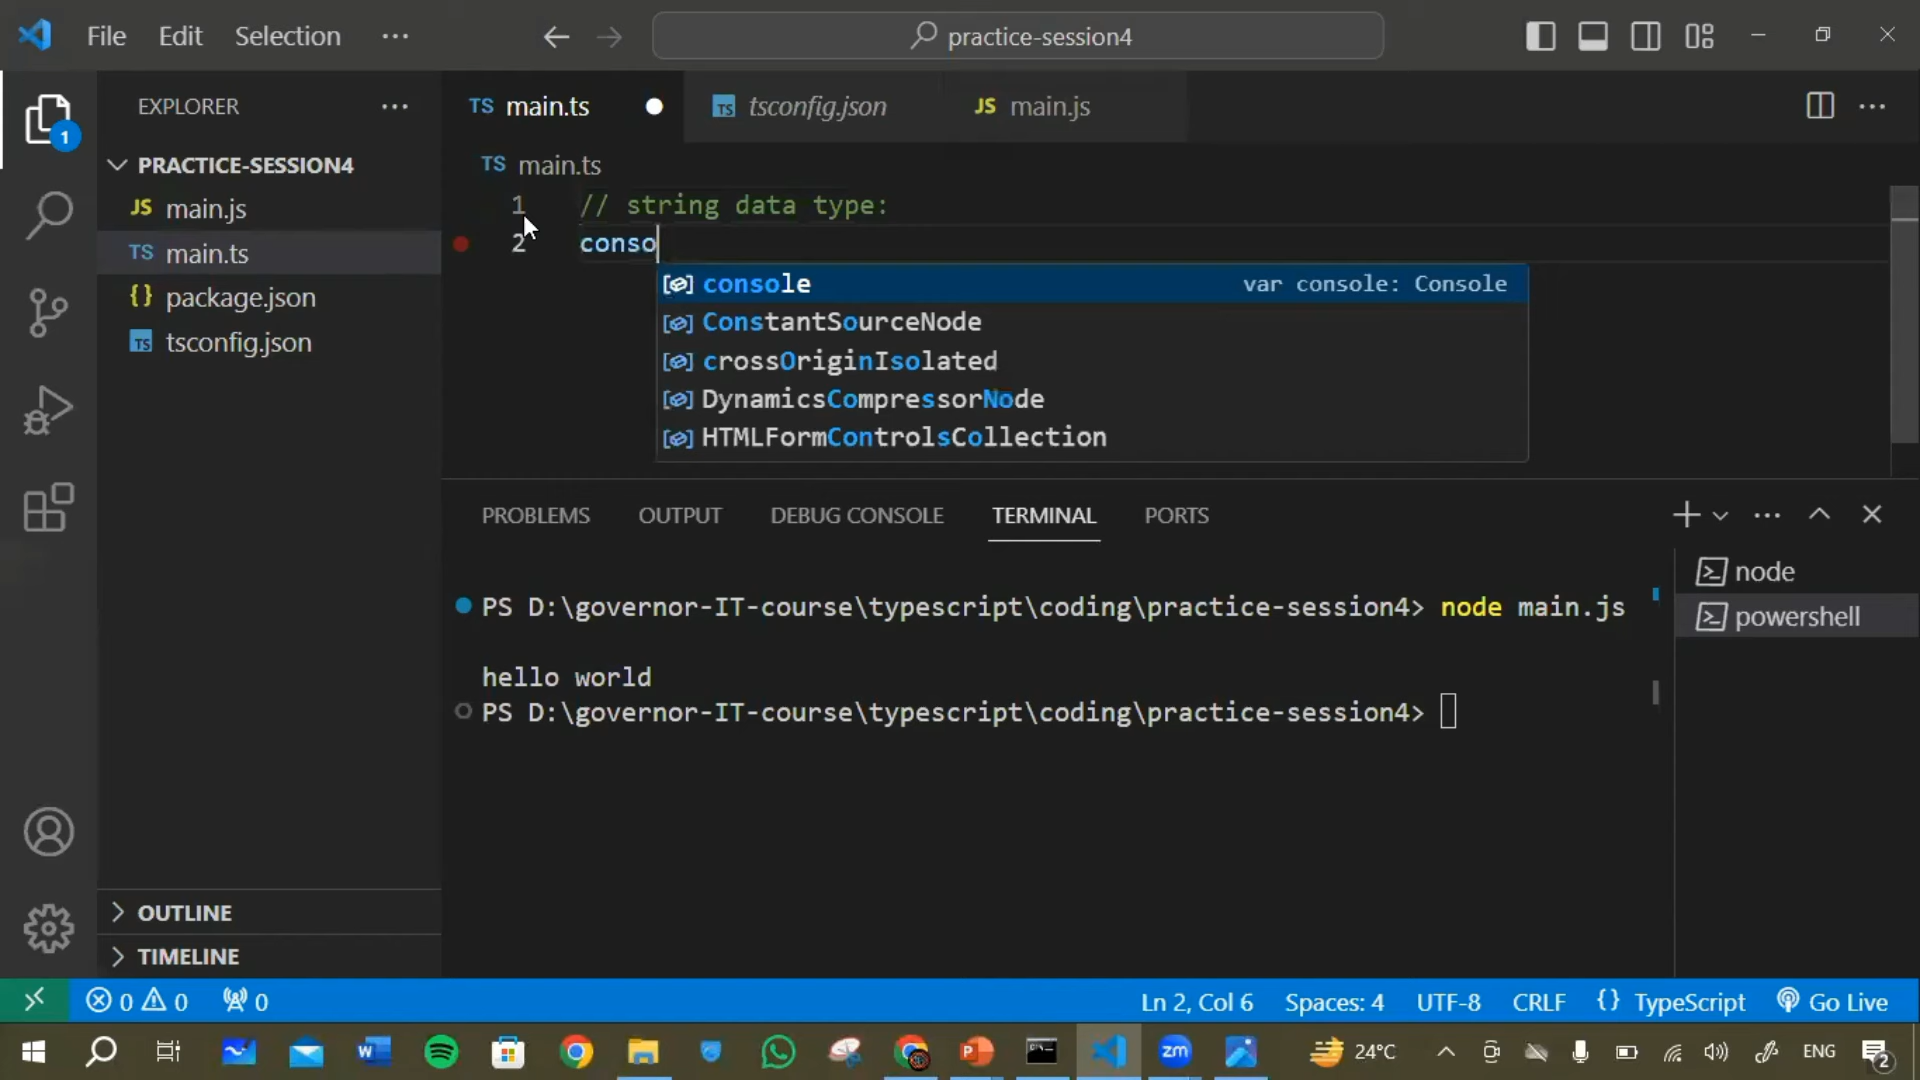 File Edit Selection ···
practice-session4
EXPLORER ···
TS main.ts
tsconfig.json
JS main.js
1
PRACTICE-SESSION4
JS main.js
TS main.ts
{} package.json
TS tsconfig.json
TS main.ts
1 // string data type:
2 conso
console var console: Console
ConstantSourceNode
crossOriginIsolated
DynamicsCompressorNode
HTMLFormControlsCollection
PROBLEMS OUTPUT DEBUG CONSOLE TERMINAL PORTS
PS D:\governor-IT-course\typescript\coding\practice-session4> node main.js
hello world
PS D:\governor-IT-course\typescript\coding\practice-session4>
node
powershell
OUTLINE
TIMELINE
0 0 0
Ln 2, Col 6 Spaces: 4 UTF-8 CRLF {} TypeScript Go Live
zm
24°C
ENG
2